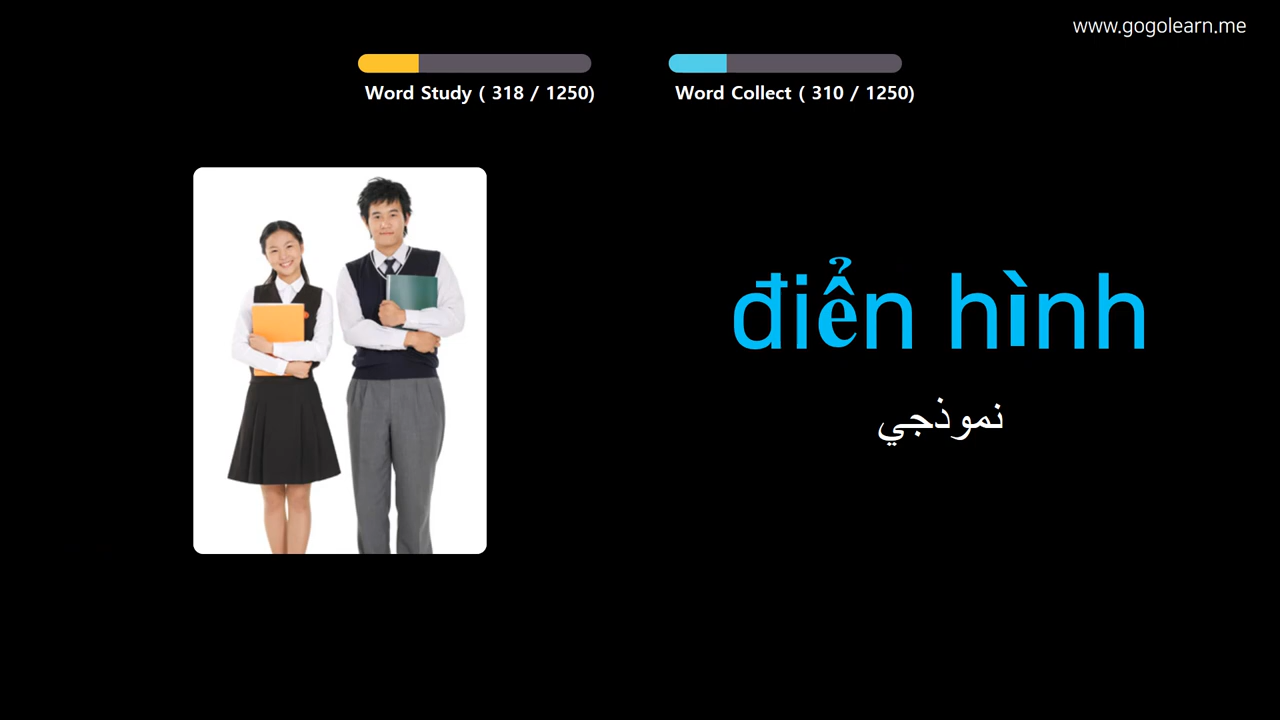 www.gogolearn.me
Word Study ( 318 / 1250)
Word Collect ( 310 / 1250)
điển hình
نموذجي